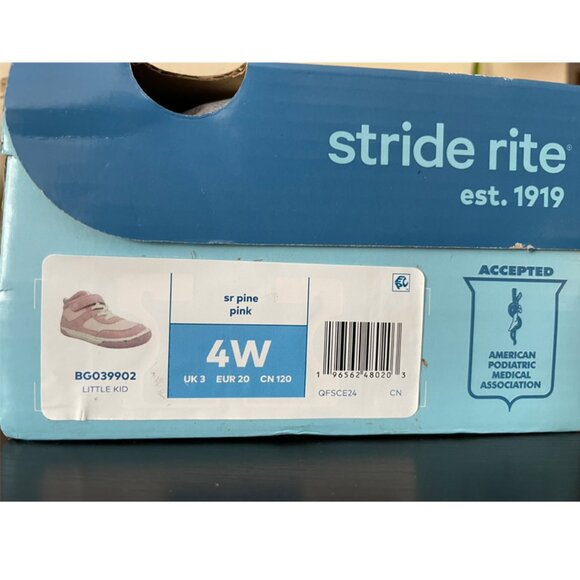 stride rite®
est. 1919
sr pine
pink
4W
UK 3 EUR 20 CN 120
BG039902
LITTLE KID
1 96562 48020 3
QFSCE24 CN
ACCEPTED
AMERICAN
PODIATRIC
MEDICAL
ASSOCIATION